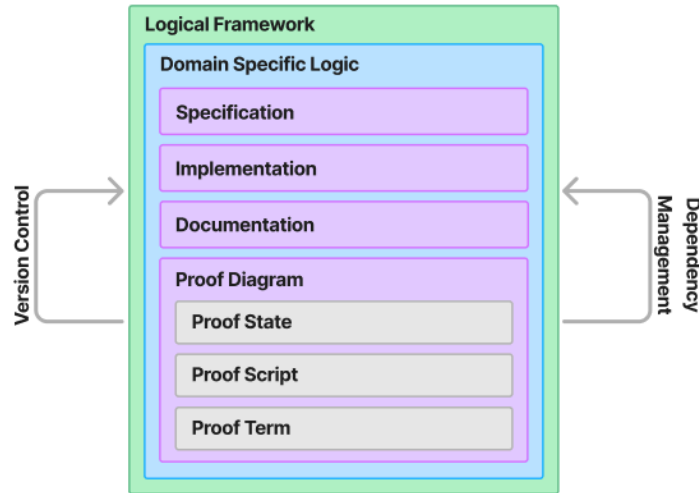 Logical Framework
Domain Specific Logic
Specification
Implementation
Documentation
Proof Diagram
Proof State
Proof Script
Proof Term
Version Control
Dependency
Management